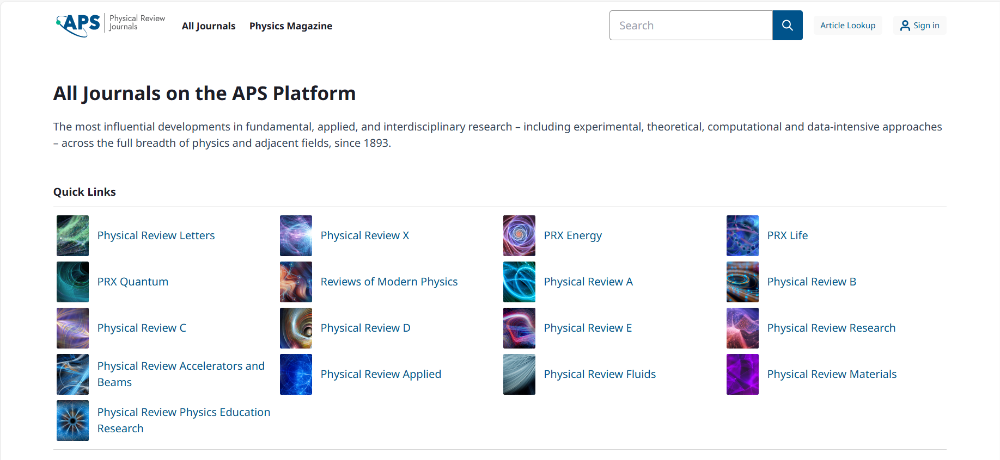 APS Physical Review Journals
All Journals
Physics Magazine
Search
Article Lookup
Sign in
All Journals on the APS Platform
The most influential developments in fundamental, applied, and interdisciplinary research – including experimental, theoretical, computational and data-intensive approaches
– across the full breadth of physics and adjacent fields, since 1893.
Quick Links
Physical Review Letters
Physical Review X
PRX Energy
PRX Life
PRX Quantum
Reviews of Modern Physics
Physical Review A
Physical Review B
Physical Review C
Physical Review D
Physical Review E
Physical Review Research
Physical Review Accelerators and
Beams
Physical Review Applied
Physical Review Fluids
Physical Review Materials
Physical Review Physics Education
Research